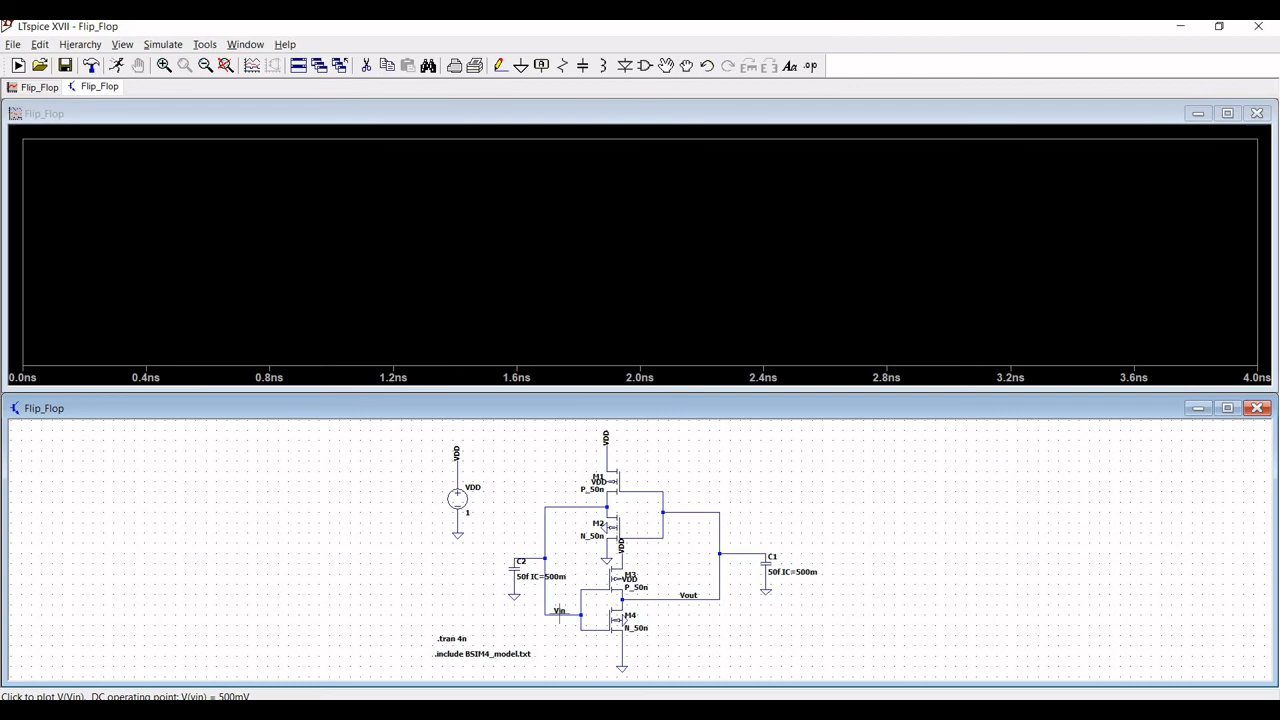 LTspice XVII - Flip_Flop
File Edit Hierarchy View Simulate Tools Window Help
.op
Flip_Flop Flip_Flop
Flip_Flop
0.0ns 0.4ns 0.8ns 1.2ns 1.6ns 2.0ns 2.4ns 2.8ns 3.2ns 3.6ns 4.0ns
Flip_Flop
VDD
VDD
1
VDD
M1
VDD
P_50n
M2
N_50n
VDD
M3
VDD
P_50n
M4
N_50n
C2
50f IC=500m
C1
50f IC=500m
Vin
Vout
.tran 4n
.include BSIM4_model.txt
Click to plot V(Vin). DC operating point: V(vin) = 500mV